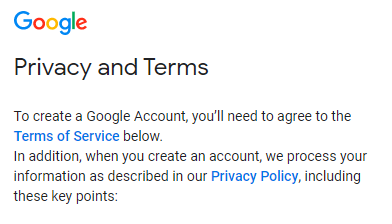 Google
Privacy and Terms
To create a Google Account, you’ll need to agree to the
Terms of Service below.
In addition, when you create an account, we process your
information as described in our Privacy Policy, including
these key points: